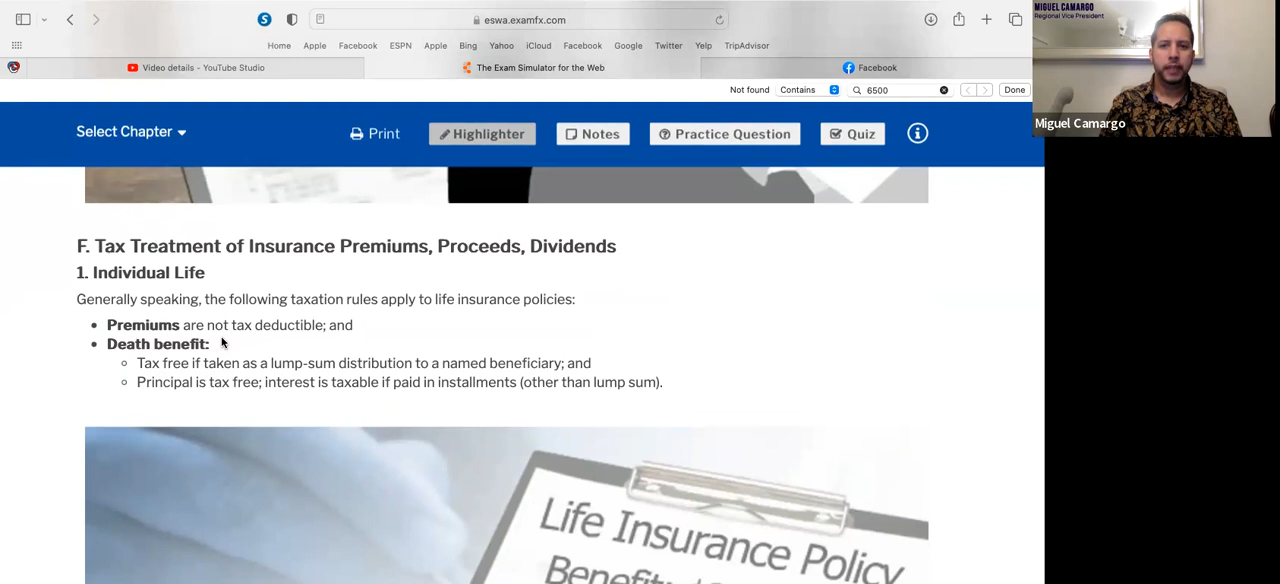 eswa.examfx.com
Home Apple Facebook ESPN Apple Bing Yahoo iCloud Facebook Google Twitter Yelp TripAdvisor
Video details - YouTube Studio
The Exam Simulator for the Web
Facebook
Not found Contains 6500 Done
MIGUEL CAMARGO
Regional Vice President
Miguel Camargo
Select Chapter Print Highlighter Notes Practice Question Quiz
F. Tax Treatment of Insurance Premiums, Proceeds, Dividends
1. Individual Life
Generally speaking, the following taxation rules apply to life insurance policies:
Premiums are not tax deductible; and
Death benefit:
Tax free if taken as a lump-sum distribution to a named beneficiary; and
Principal is tax free; interest is taxable if paid in installments (other than lump sum).
Life Insurance Policy